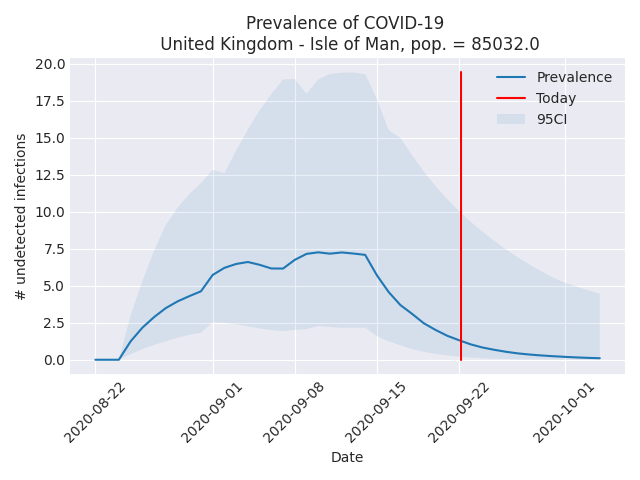 Prevalence of COVID-19
United Kingdom - Isle of Man, pop. = 85032.0
Prevalence
Today
95CI
# undetected infections
20.0
17.5
15.0
12.5
10.0
7.5
5.0
2.5
0.0
2020-08-22
2020-09-01
2020-09-08
2020-09-15
2020-09-22
2020-10-01
Date